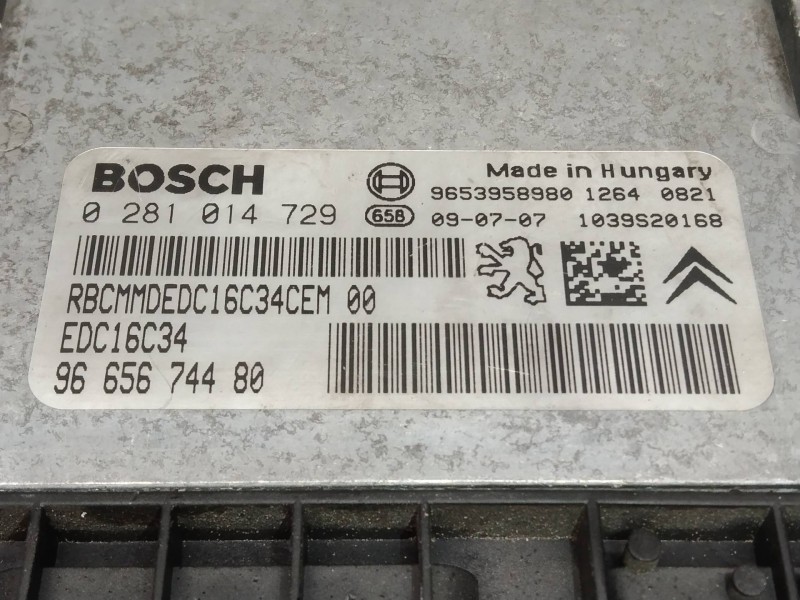 BOSCH
Made in Hungary
9653958980 1264 0821
0 281 014 729
658 09-07-07 1039S20168
RBCMMDEDC16C34CEM 00
EDC16C34
96 656 744 80